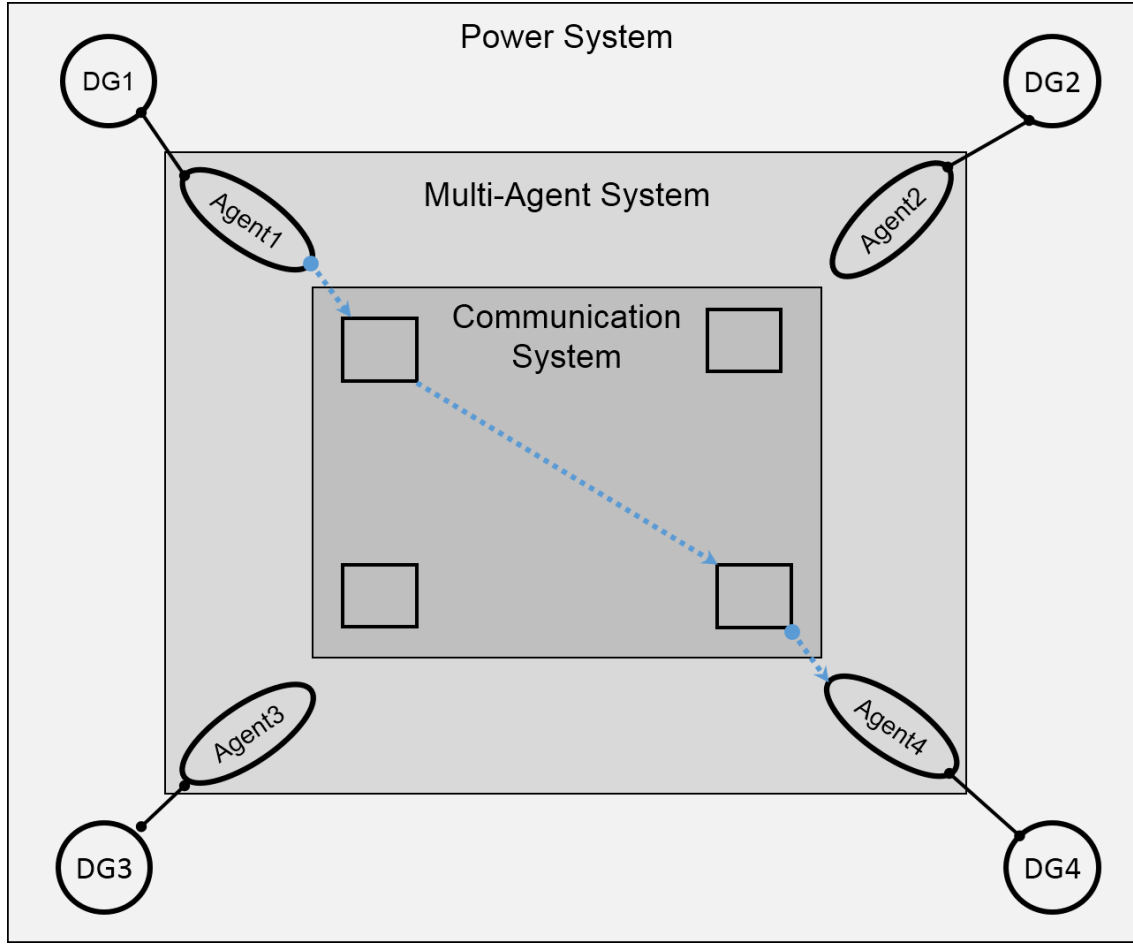 Power System
DG1
DG2
Multi-Agent System
Agent1
Agent2
Communication
System
Agent3
Agent4
DG3
DG4